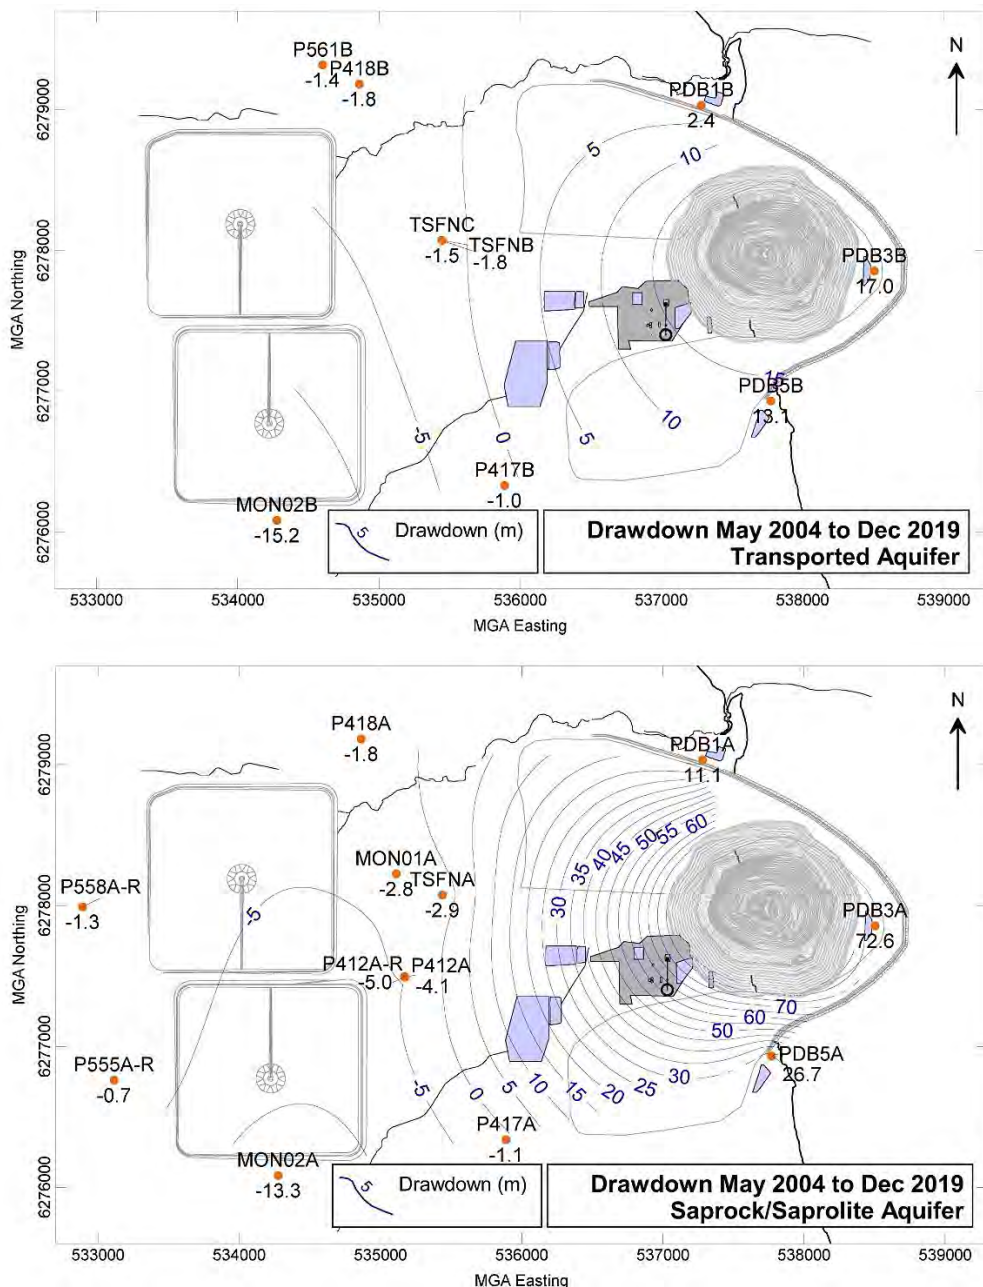 P561B
-1.4
P418B
-1.8
N
PDB1B
2.4
6279000
5
10
TSFNC
-1.5
TSFNB
-1.8
6278000
PDB3B
17.0
MGA Northing
6277000
15
PDB5B
13.1
-5
0
5
10
P417B
-1.0
MON02B
-15.2
6276000
5
Drawdown (m)
Drawdown May 2004 to Dec 2019
Transported Aquifer
533000 534000 535000 536000 537000 538000 539000
MGA Easting
P418A
-1.8
N
PDB1A
11.1
6279000
MON01A
-2.8
TSFNA
-2.9
30
35
40
45
50
55
60
P558A-R
-1.3
-5
6278000
PDB3A
72.6
MGA Northing
P412A-R
-5.0
P412A
-4.1
70
60
50
6277000
PDB5A
26.7
P555A-R
-0.7
-5
0
5
10
15
20
25
30
P417A
-1.1
MON02A
-13.3
6276000
5
Drawdown (m)
Drawdown May 2004 to Dec 2019
Saprock/Saprolite Aquifer
533000 534000 535000 536000 537000 538000 539000
MGA Easting